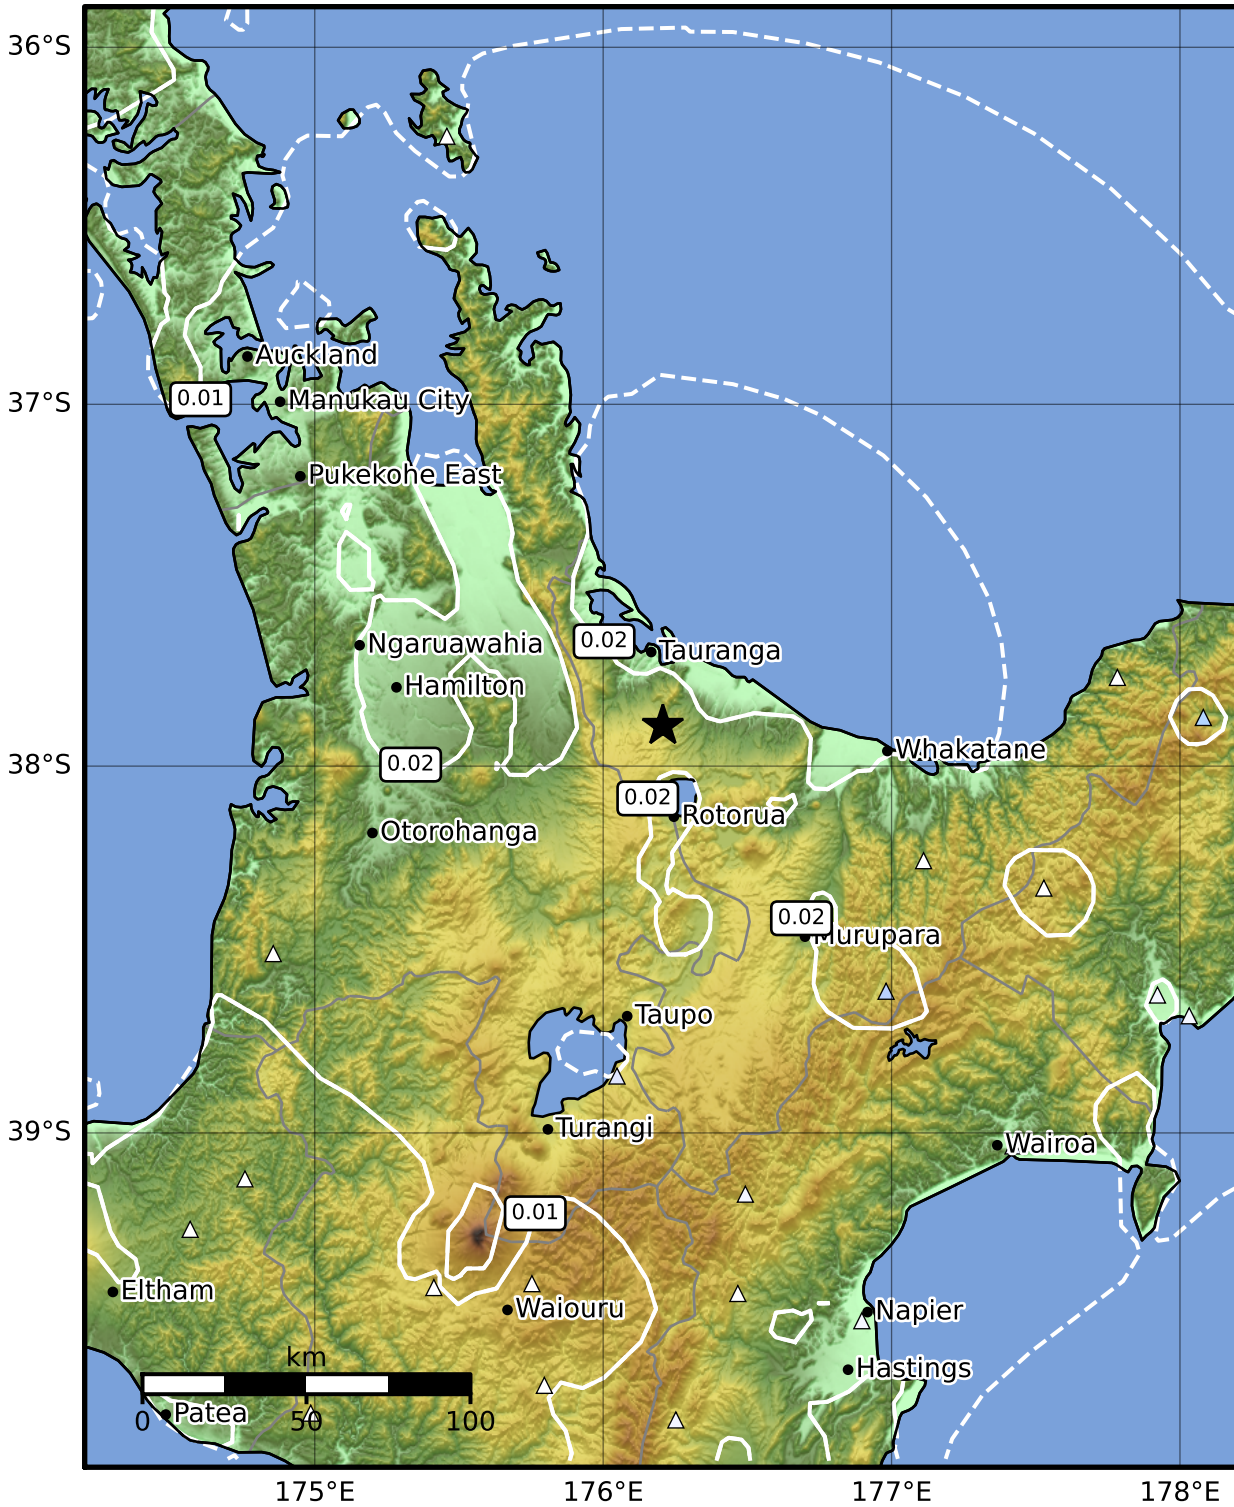 36°S
Auckland
37°S
0.01
Manukau City
Pukekohe East
0.02
Ngaruawahia
Tauranga
Hamilton
38°S
0.02
Whakatane
0.02
Rotorua
Otorohanga
0.02
Murupara
Taupo
39°S
Turangi
Wairoa
0.01
Eltham
Waiouru
Napier
km
Hastings
0 50 100
Patea
175°E 176°E 177°E 178°E